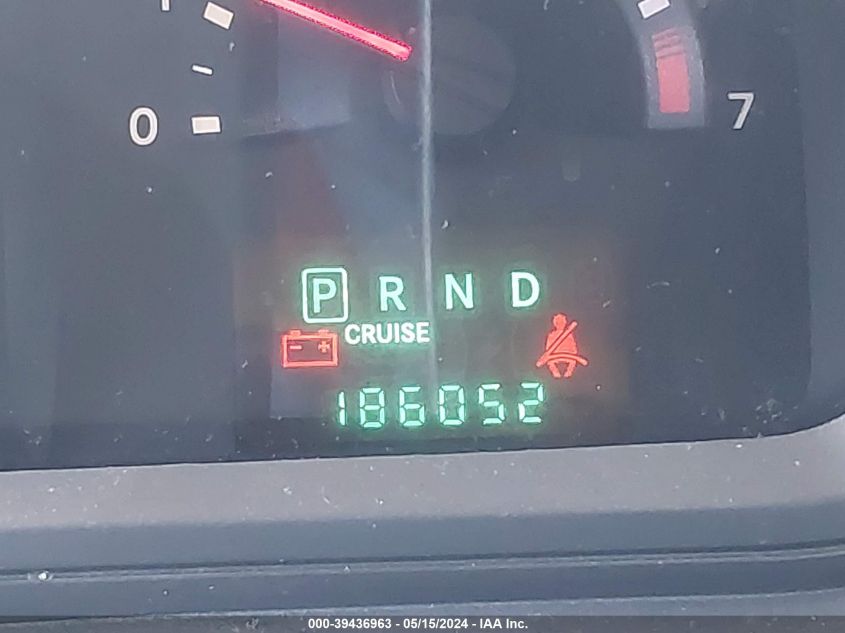 0
7
P R N D
CRUISE
186052
000-39436963 - 05/15/2024 - IAA Inc.